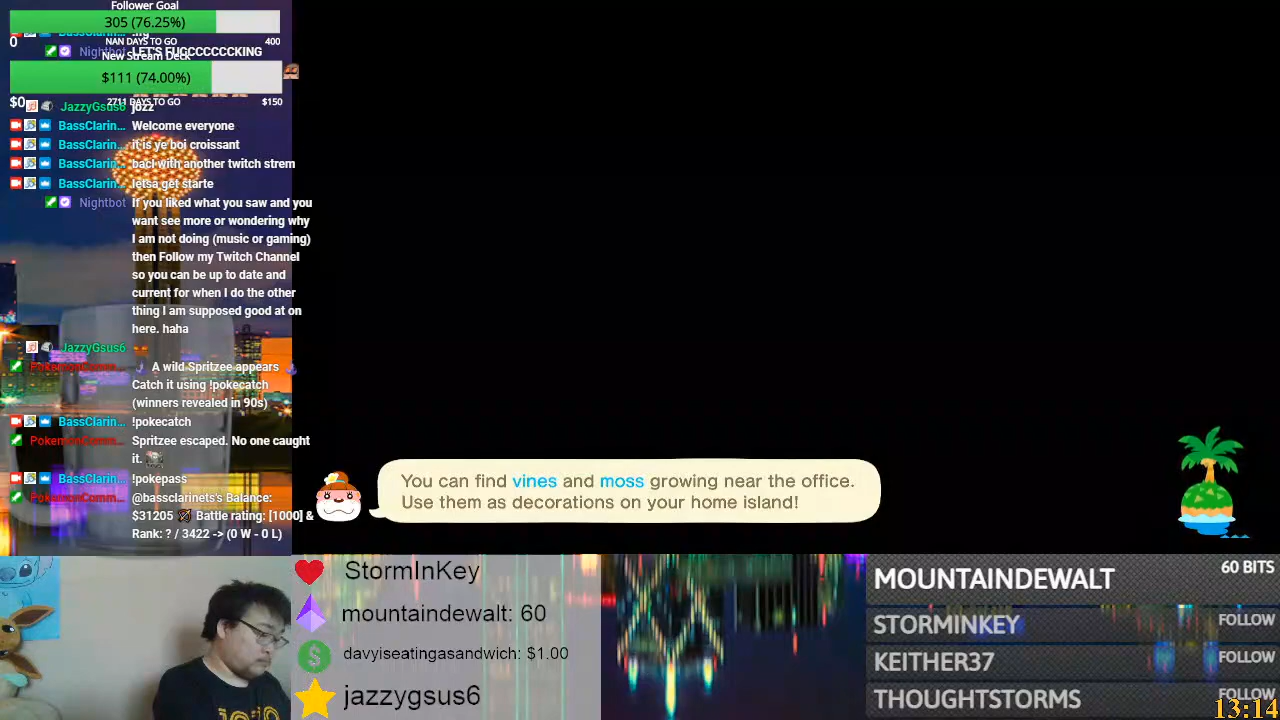 Follower Goal
305 (76.25%)
0 NAN DAYS TO GO 400
Nightbot LET'S FUGCCCCCCKING
New Stream Deck
$111 (74.00%)
$0 2711 DAYS TO GO $150
JazzyGsus6 jozz
BassClarin... Welcome everyone
BassClarin... it is ye boi croissant
BassClarin... bacl with another twitch strem
BassClarin... letsa get starte
Nightbot If you liked what you saw and you
want see more or wondering why
I am not doing (music or gaming)
then Follow my Twitch Channel
so you can be up to date and
current for when I do the other
thing I am supposed good at on
here. haha
JazzyGsus6
PokemonComm... A wild Spritzee appears
Catch it using !pokecatch
(winners revealed in 90s)
BassClarin... !pokecatch
PokemonComm... Spritzee escaped. No one caught
it.
BassClarin... !pokepass
PokemonComm... @bassclarinets's Balance:
$31205 Battle rating: [1000] &
Rank: ? / 3422 -> (0 W - 0 L)
You can find vines and moss growing near the office.
Use them as decorations on your home island!
StormInKey
mountaindewalt: 60
davyiseatingasandwich: $1.00
jazzygsus6
MOUNTAINDEWALT 60 BITS
STORMINKEY FOLLOW
KEITHER37 FOLLOW
THOUGHTSTORMS FOLLOW
13:14